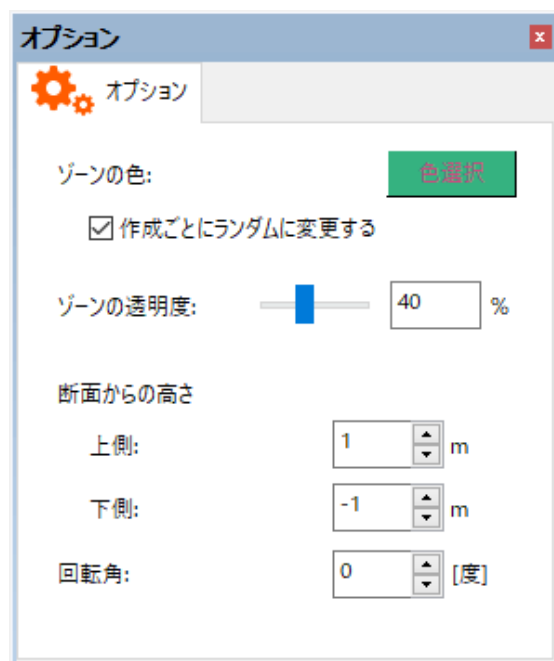 オプション
オプション
ゾーンの色: 色選択
作成ごとにランダムに変更する
ゾーンの透明度: 40 %
断面からの高さ
上側: 1 m
下側: -1 m
回転角: 0 [度]